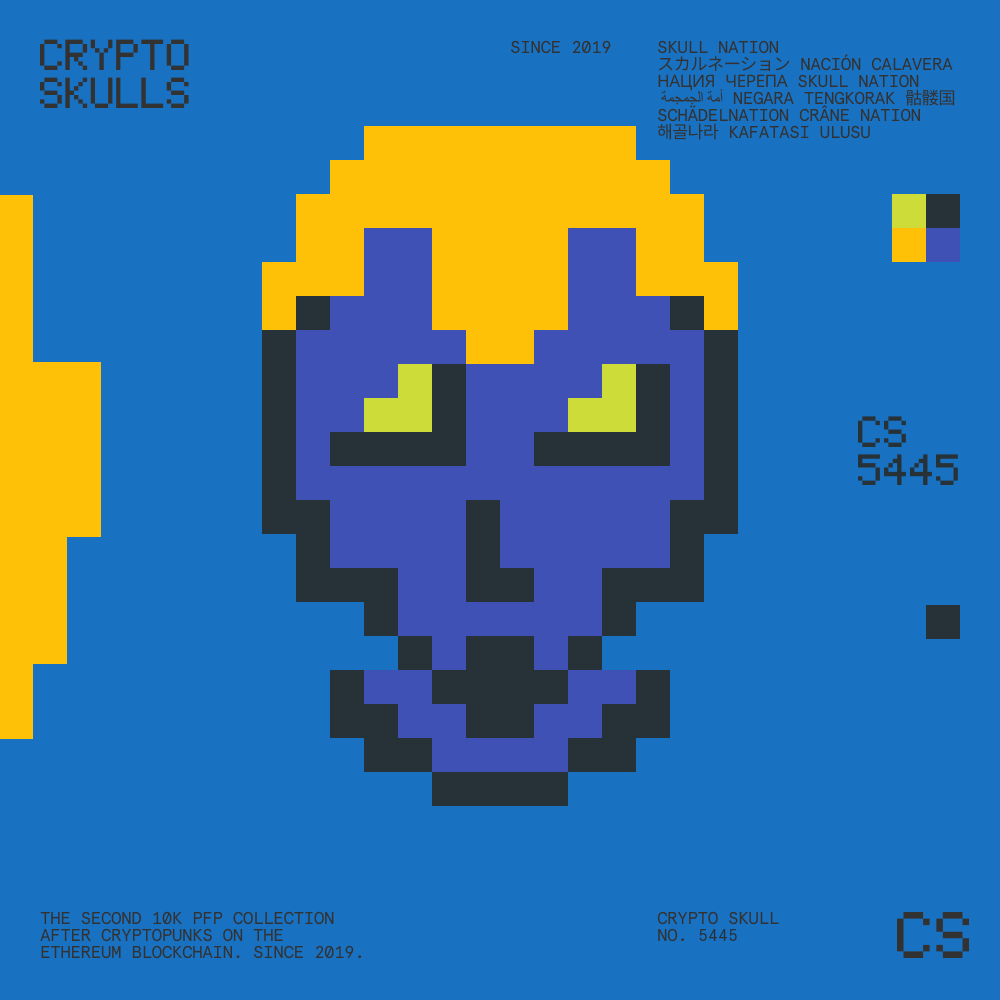 CRYPTO
SKULLS
SINCE 2019
SKULL NATION
スカルネーション NACIÓN CALAVERA
НАЦИЯ ЧЕРЕПА SKULL NATION
أمة الجمجمة NEGARA TENGKORAK 骷髅国
SCHÄDELNATION CRÂNE NATION
해골나라 KAFATASI ULUSU
CS
5445
THE SECOND 10K PFP COLLECTION
AFTER CRYPTOPUNKS ON THE
ETHEREUM BLOCKCHAIN. SINCE 2019.
CRYPTO SKULL
NO. 5445
CS